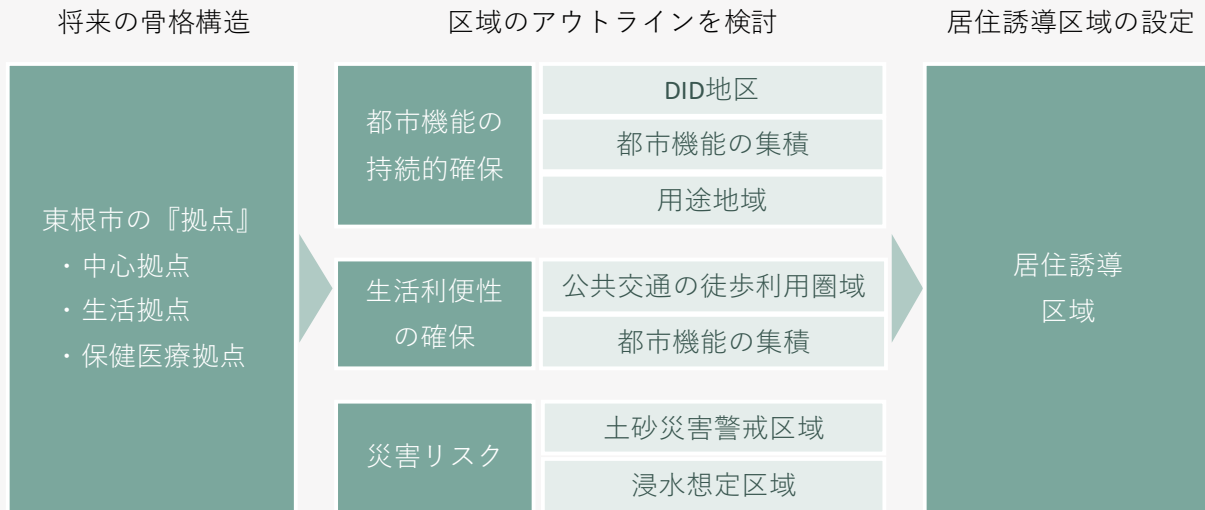 将来の骨格構造
区域のアウトラインを検討
居住誘導区域の設定
東根市の『拠点』
・中心拠点
・生活拠点
・保健医療拠点
都市機能の
持続的確保
DID地区
都市機能の集積
用途地域
生活利便性
の確保
公共交通の徒歩利用圏域
都市機能の集積
災害リスク
土砂災害警戒区域
浸水想定区域
居住誘導
区域